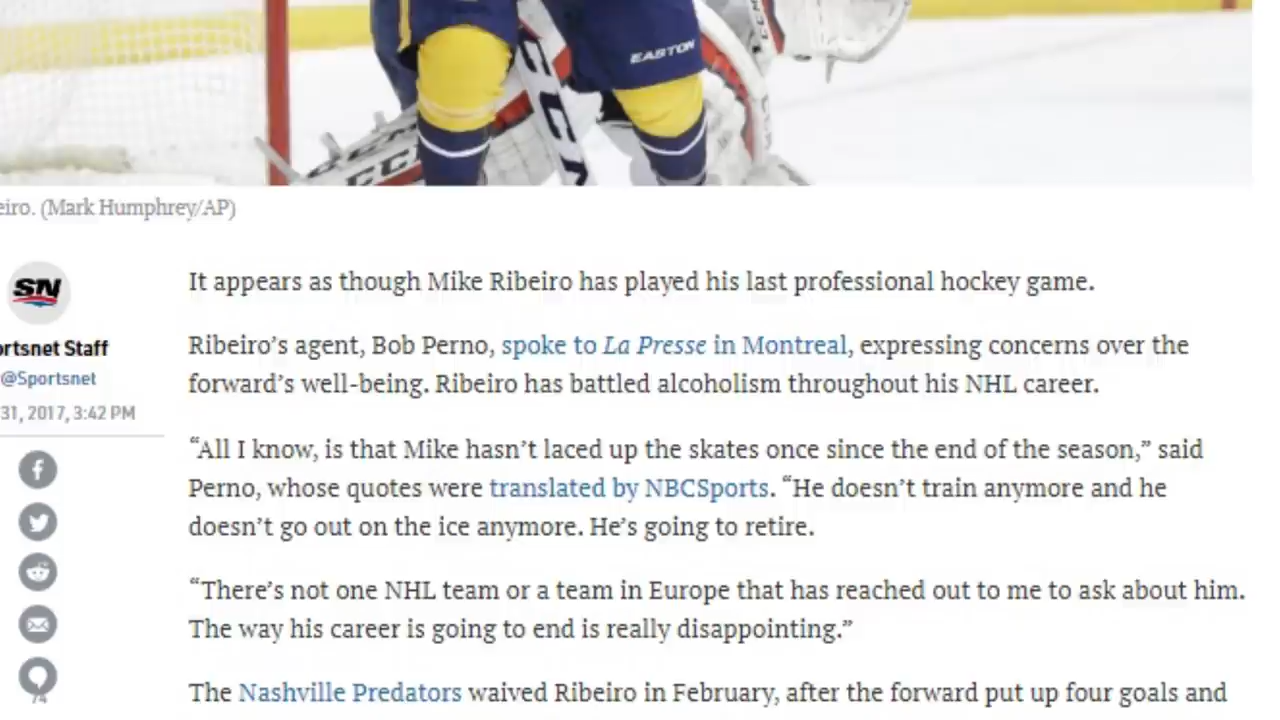 EASTON
CCM
CCM
CCM
eiro. (Mark Humphrey/AP)
SN
ortsnet Staff
@Sportsnet
31, 2017, 3:42 PM
74
It appears as though Mike Ribeiro has played his last professional hockey game.
Ribeiro’s agent, Bob Perno, spoke to La Presse in Montreal, expressing concerns over the
forward’s well-being. Ribeiro has battled alcoholism throughout his NHL career.
“All I know, is that Mike hasn’t laced up the skates once since the end of the season,” said
Perno, whose quotes were translated by NBCSports. “He doesn’t train anymore and he
doesn’t go out on the ice anymore. He’s going to retire.
“There’s not one NHL team or a team in Europe that has reached out to me to ask about him.
The way his career is going to end is really disappointing.”
The Nashville Predators waived Ribeiro in February, after the forward put up four goals and